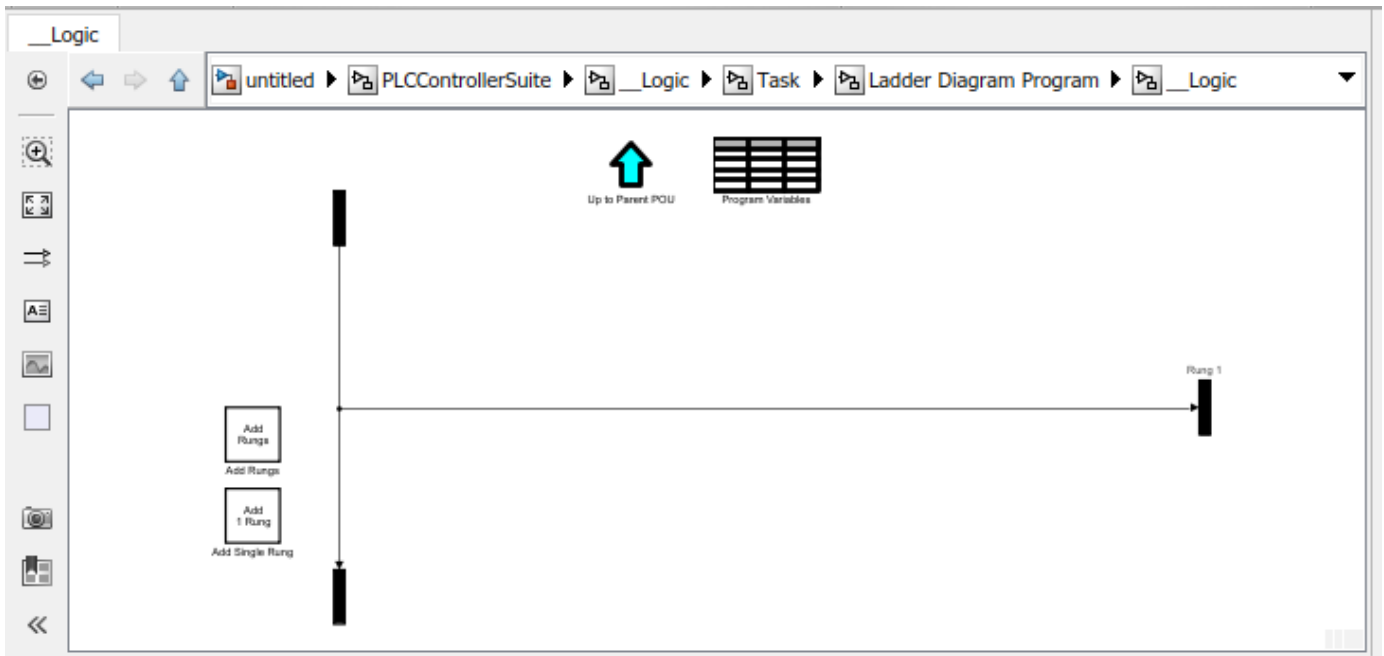 __Logic
untitled PLCControllerSuite __Logic Task Ladder Diagram Program __Logic
Up to Parent POU
Program Variables
Rung 1
Add
Rungs
Add Rungs
Add
1 Rung
Add Single Rung